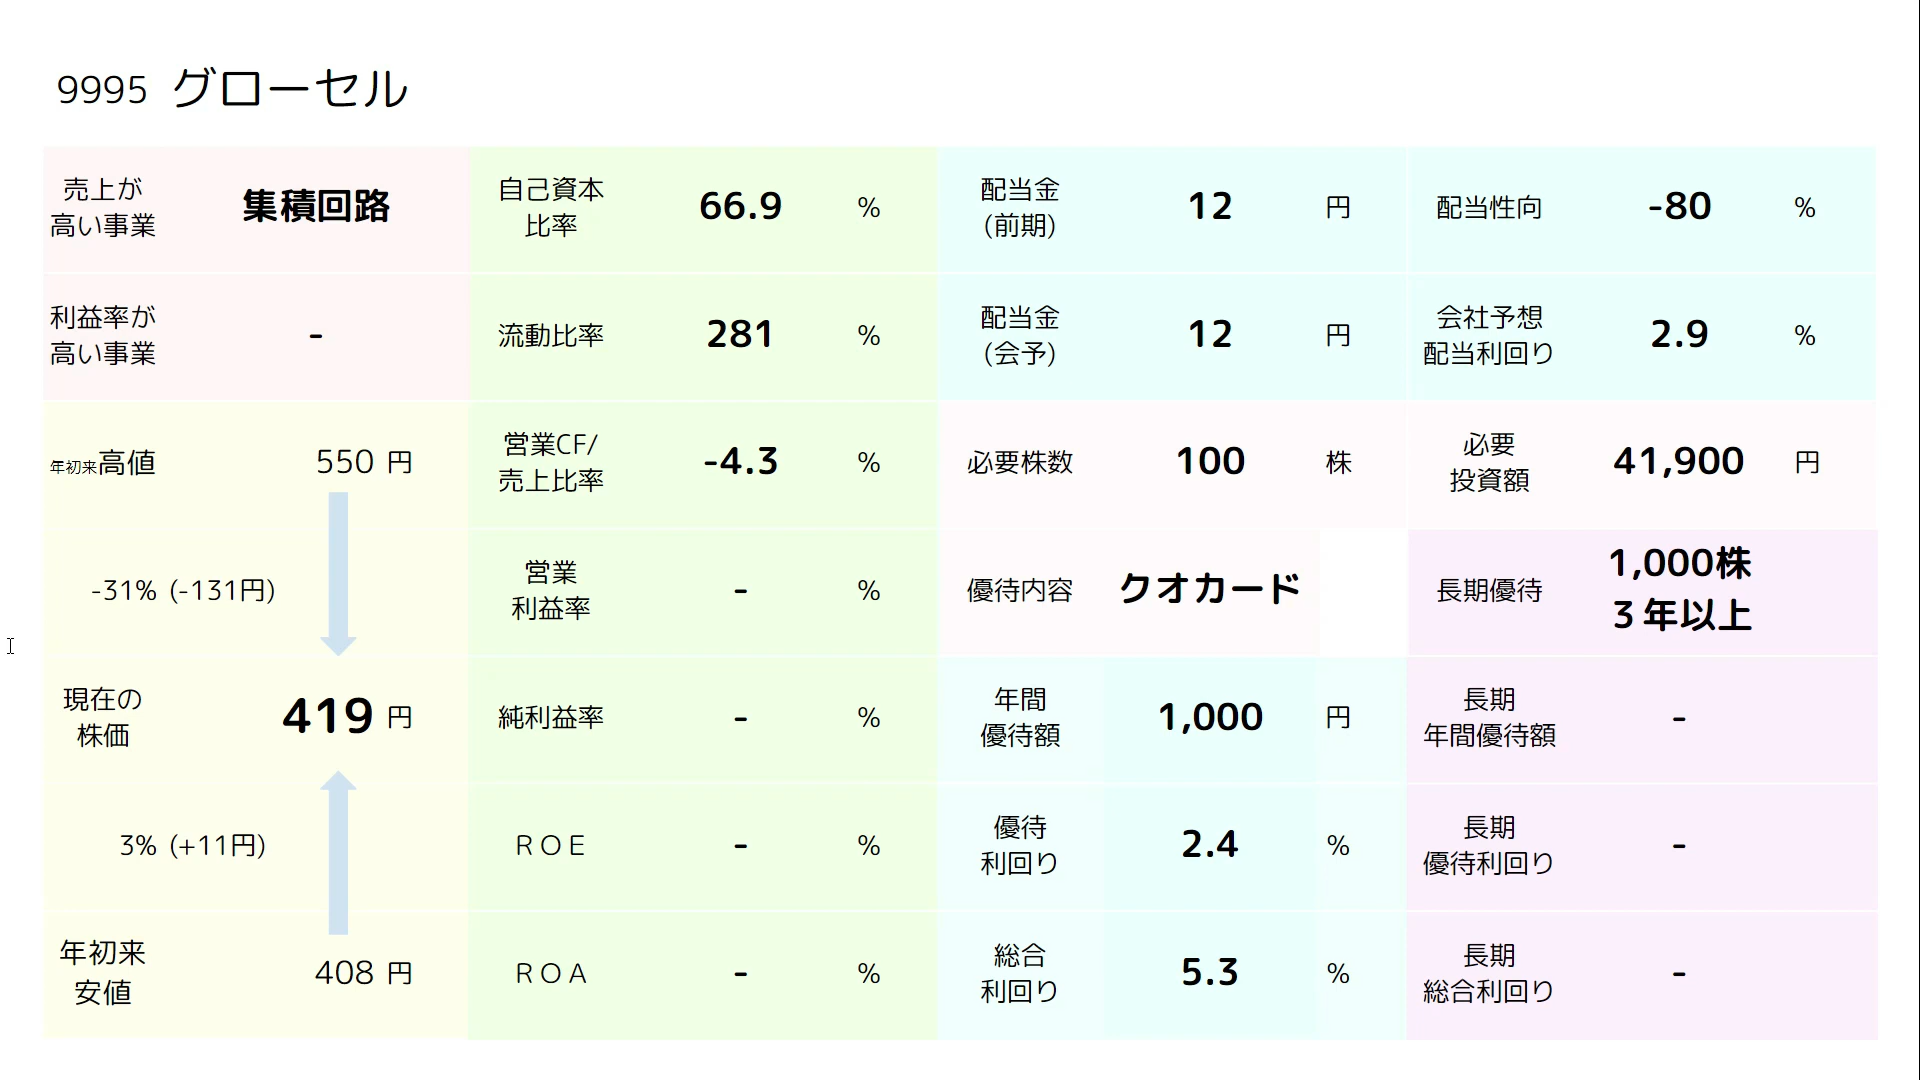 9995 グローセル
売上が
高い事業
集積回路
自己資本
比率
66.9 %
配当金
(前期)
12 円
配当性向
-80 %
利益率が
高い事業
-
流動比率
281 %
配当金
(会予)
12 円
会社予想
配当利回り
2.9 %
年初来高値
550 円
営業CF/
売上比率
-4.3 %
必要株数
100 株
必要
投資額
41,900 円
-31% (-131円)
営業
利益率
- %
優待内容
クオカード
長期優待
1,000株
３年以上
現在の
株価
419 円
純利益率
- %
年間
優待額
1,000 円
長期
年間優待額
-
3% (+11円)
ＲＯＥ
- %
優待
利回り
2.4 %
長期
優待利回り
-
年初来
安値
408 円
ＲＯＡ
- %
総合
利回り
5.3 %
長期
総合利回り
-